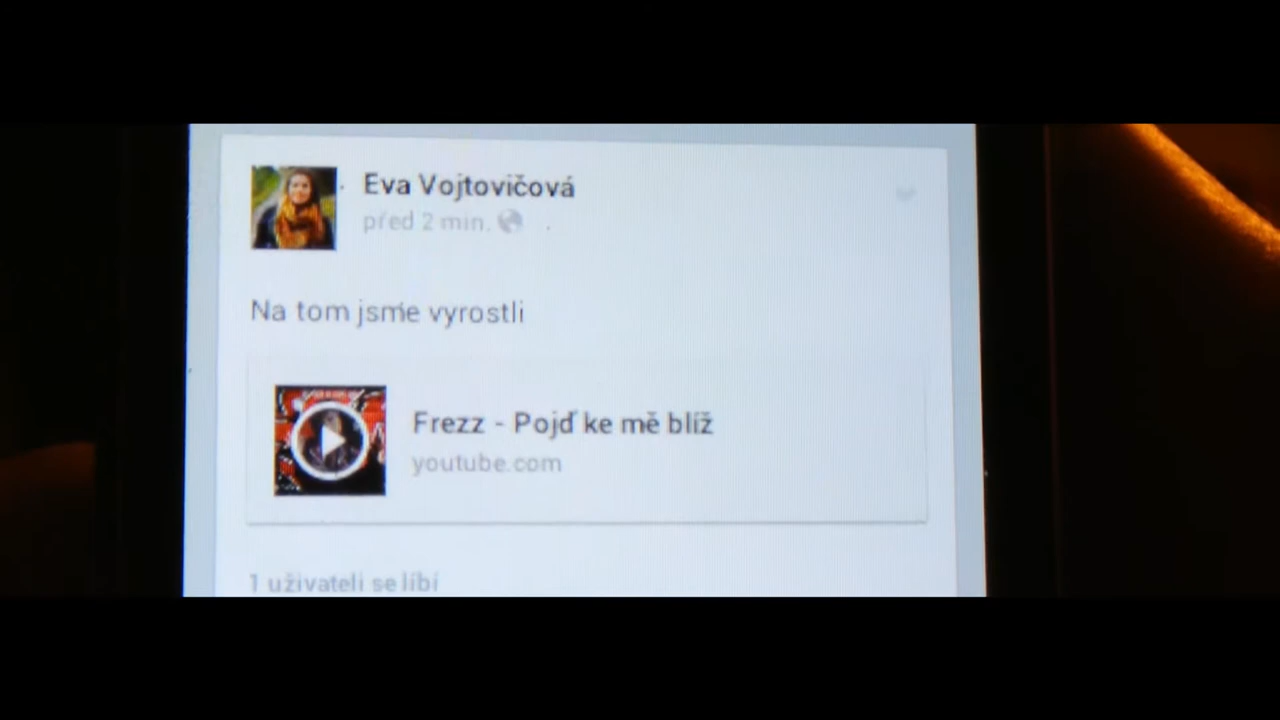 Eva Vojtovičová
před 2 min.
Na tom jsme vyrostli
Frezz - Pojď ke mě blíž
youtube.com
1 uživateli se líbí